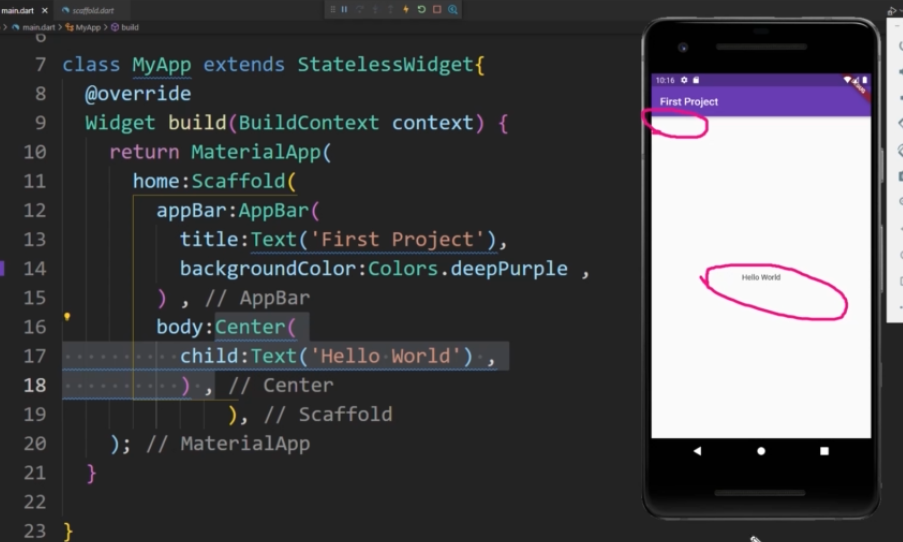 main.dart scaffold.dart
main.dart > MyApp > build
6
7 class MyApp extends StatelessWidget{
8 @override
9 Widget build(BuildContext context) {
10 return MaterialApp(
11 home:Scaffold(
12 appBar:AppBar(
13 title:Text('First Project'),
14 backgroundColor:Colors.deepPurple ,
15 ) , // AppBar
16 body:Center(
17 child:Text('Hello World') ,
18 ) , // Center
19 ), // Scaffold
20 ); // MaterialApp
21 }
22
23 }
10:16
First Project
Hello World